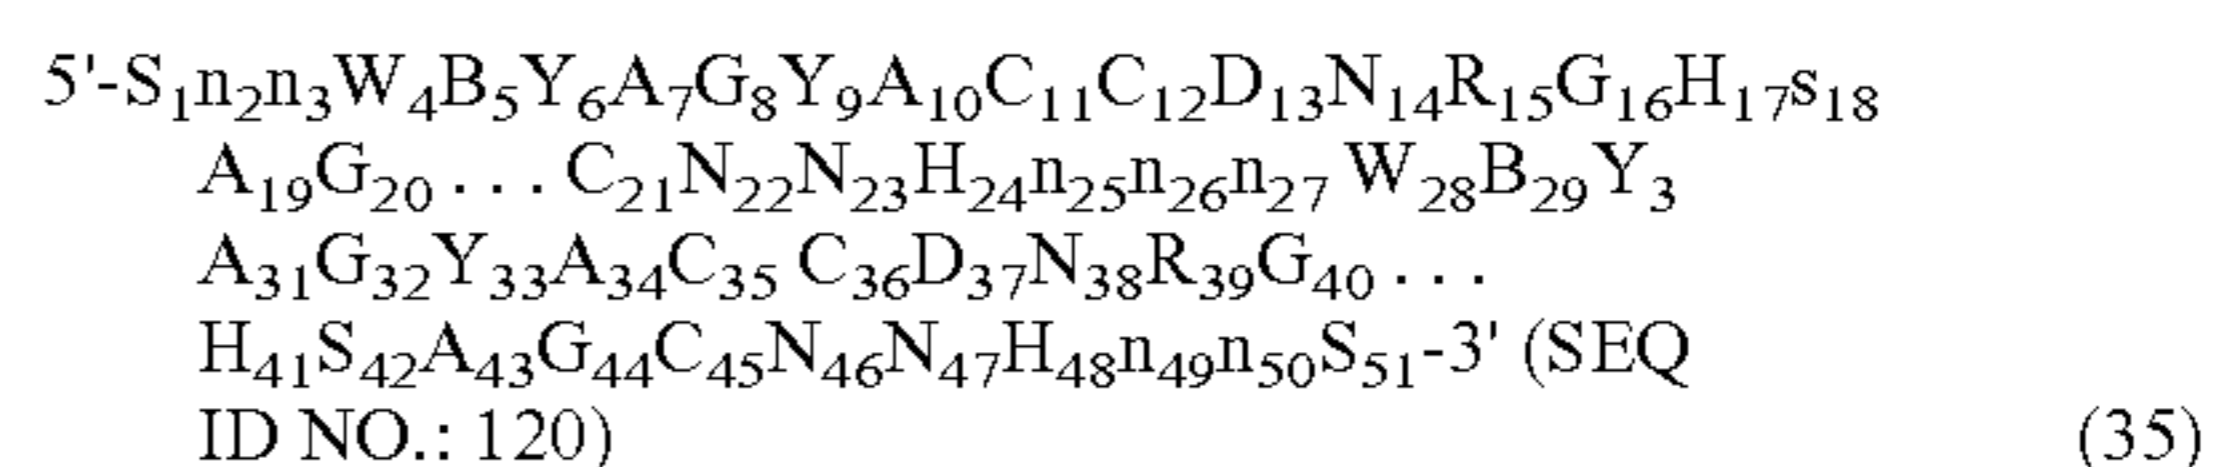 5'-S₁n₂n₃W₄B₅Y₆A₇G₈Y₉A₁₀C₁₁C₁₂D₁₃N₁₄R₁₅G₁₆H₁₇s₁₈
A₁₉G₂₀ . . . C₂₁N₂₂N₂₃H₂₄n₂₅n₂₆n₂₇ W₂₈B₂₉Y₃
A₃₁G₃₂Y₃₃A₃₄C₃₅ C₃₆D₃₇N₃₈R₃₉G₄₀ . . .
H₄₁S₄₂A₄₃G₄₄C₄₅N₄₆N₄₇H₄₈n₄₉n₅₀S₅₁-3' (SEQ
ID NO.: 120) (35)